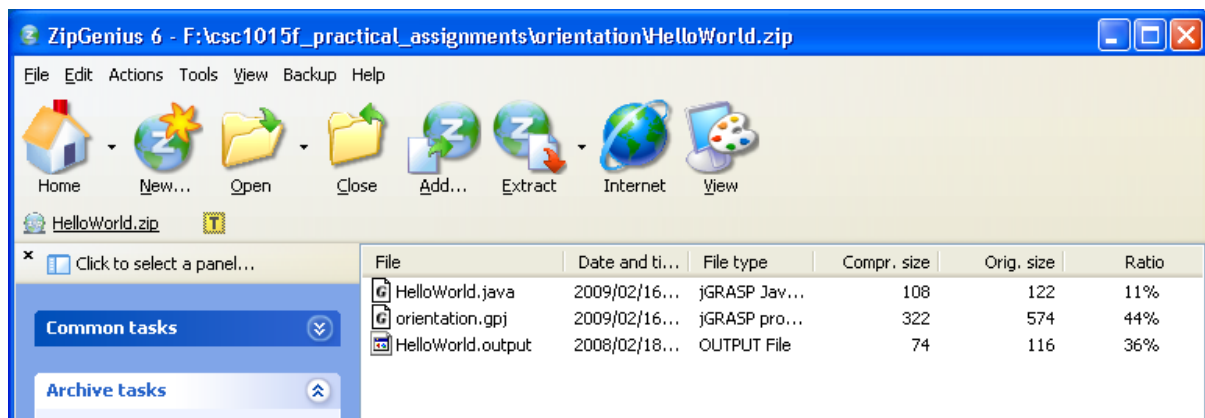 ZipGenius 6 - F:\csc1015f_practical_assignments\orientation\HelloWorld.zip
File Edit Actions Tools View Backup Help
Home New... Open Close Add... Extract Internet View
HelloWorld.zip T
× Click to select a panel... File Date and ti... File type Compr. size Orig. size Ratio
HelloWorld.java 2009/02/16... jGRASP Jav... 108 122 11%
orientation.gpj 2009/02/16... jGRASP pro... 322 574 44%
Common tasks
HelloWorld.output 2008/02/18... OUTPUT File 74 116 36%
Archive tasks